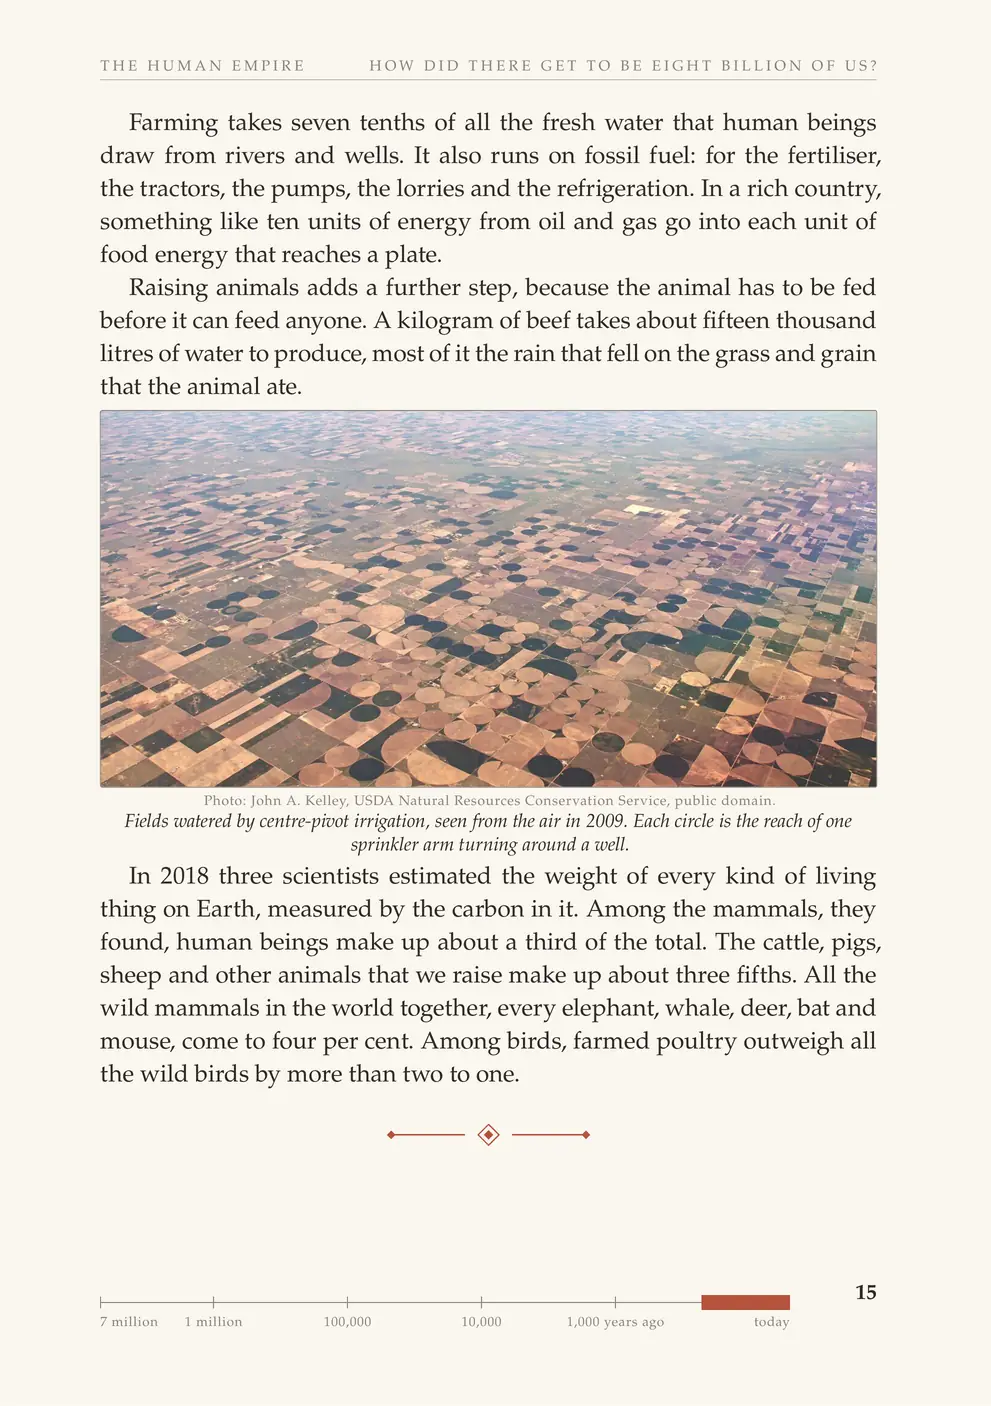 THE HUMAN EMPIRE HOW DID THERE GET TO BE EIGHT BILLION OF US?
Farming takes seven tenths of all the fresh water that human beings
draw from rivers and wells. It also runs on fossil fuel: for the fertiliser,
the tractors, the pumps, the lorries and the refrigeration. In a rich country,
something like ten units of energy from oil and gas go into each unit of
food energy that reaches a plate.
Raising animals adds a further step, because the animal has to be fed
before it can feed anyone. A kilogram of beef takes about fifteen thousand
litres of water to produce, most of it the rain that fell on the grass and grain
that the animal ate.
Photo: John A. Kelley, USDA Natural Resources Conservation Service, public domain.
Fields watered by centre-pivot irrigation, seen from the air in 2009. Each circle is the reach of one
sprinkler arm turning around a well.
In 2018 three scientists estimated the weight of every kind of living
thing on Earth, measured by the carbon in it. Among the mammals, they
found, human beings make up about a third of the total. The cattle, pigs,
sheep and other animals that we raise make up about three fifths. All the
wild mammals in the world together, every elephant, whale, deer, bat and
mouse, come to four per cent. Among birds, farmed poultry outweigh all
the wild birds by more than two to one.
15
7 million 1 million 100,000 10,000 1,000 years ago today